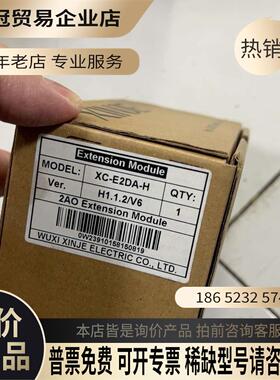 冠贸易企业店
年老店 专业服务
热销
Extension Module
MODEL: XC-E2DA-H QTY:
Ver. H1.1.2/V6 1
2AO Extension Module
0W23910158150819
WUXI XINJE ELECTRIC CO., LTD.
186 5232 574
价
品
本店皆是询价 拍前咨询客服
普票免费 可开专票 稀缺型号请咨